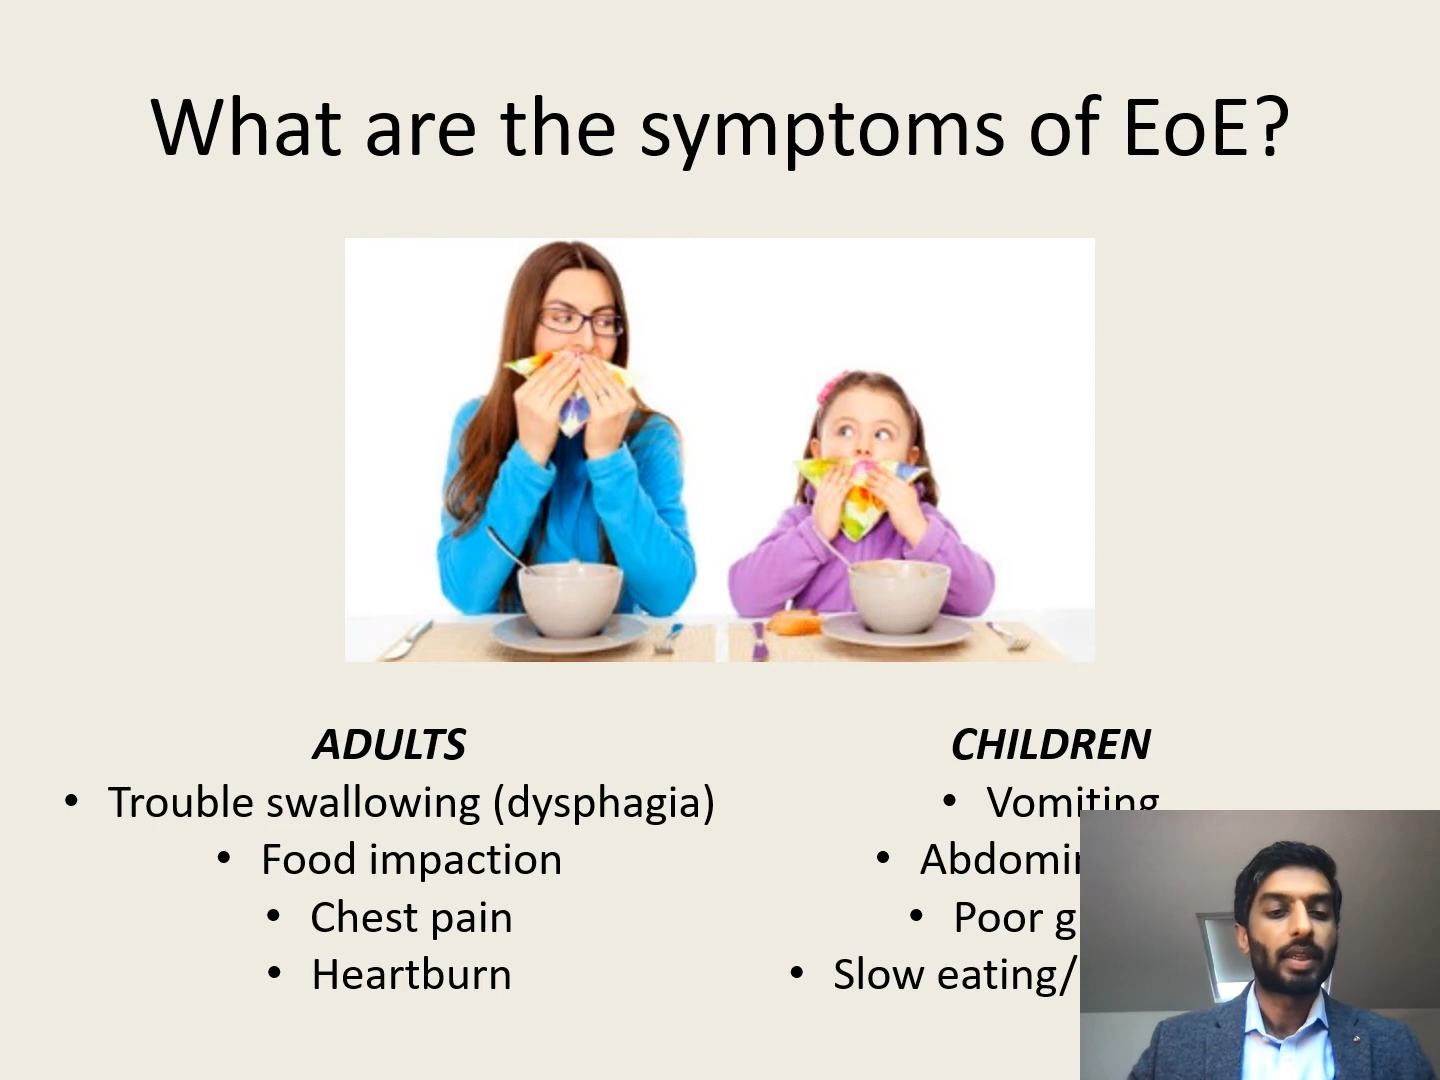 What are the symptoms of EoE?
ADULTS
• Trouble swallowing (dysphagia)
• Food impaction
• Chest pain
• Heartburn
CHILDREN
• Vomiting
•
• Poor
• Slow eating/